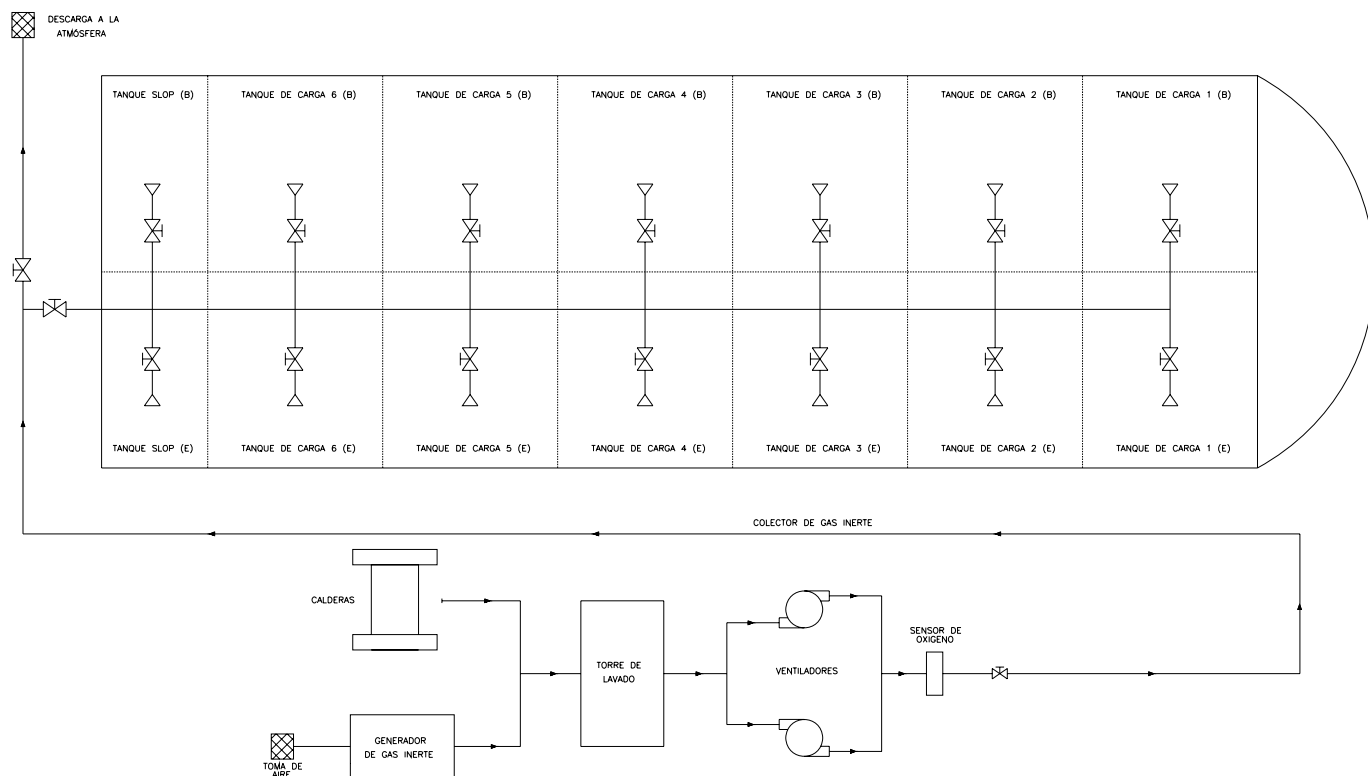 DESCARGA A LA
ATMÓSFERA
TANQUE SLOP (B)
TANQUE DE CARGA 6 (B)
TANQUE DE CARGA 5 (B)
TANQUE DE CARGA 4 (B)
TANQUE DE CARGA 3 (B)
TANQUE DE CARGA 2 (B)
TANQUE DE CARGA 1 (B)
TANQUE SLOP (E)
TANQUE DE CARGA 6 (E)
TANQUE DE CARGA 5 (E)
TANQUE DE CARGA 4 (E)
TANQUE DE CARGA 3 (E)
TANQUE DE CARGA 2 (E)
TANQUE DE CARGA 1 (E)
COLECTOR DE GAS INERTE
CALDERAS
TORRE DE
LAVADO
VENTILADORES
SENSOR DE
OXIGENO
GENERADOR
DE GAS INERTE
TOMA DE
AIRE